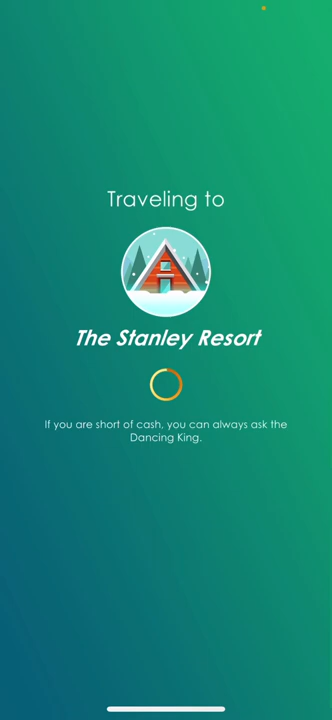 Traveling to
The Stanley Resort
If you are short of cash, you can always ask the
Dancing King.